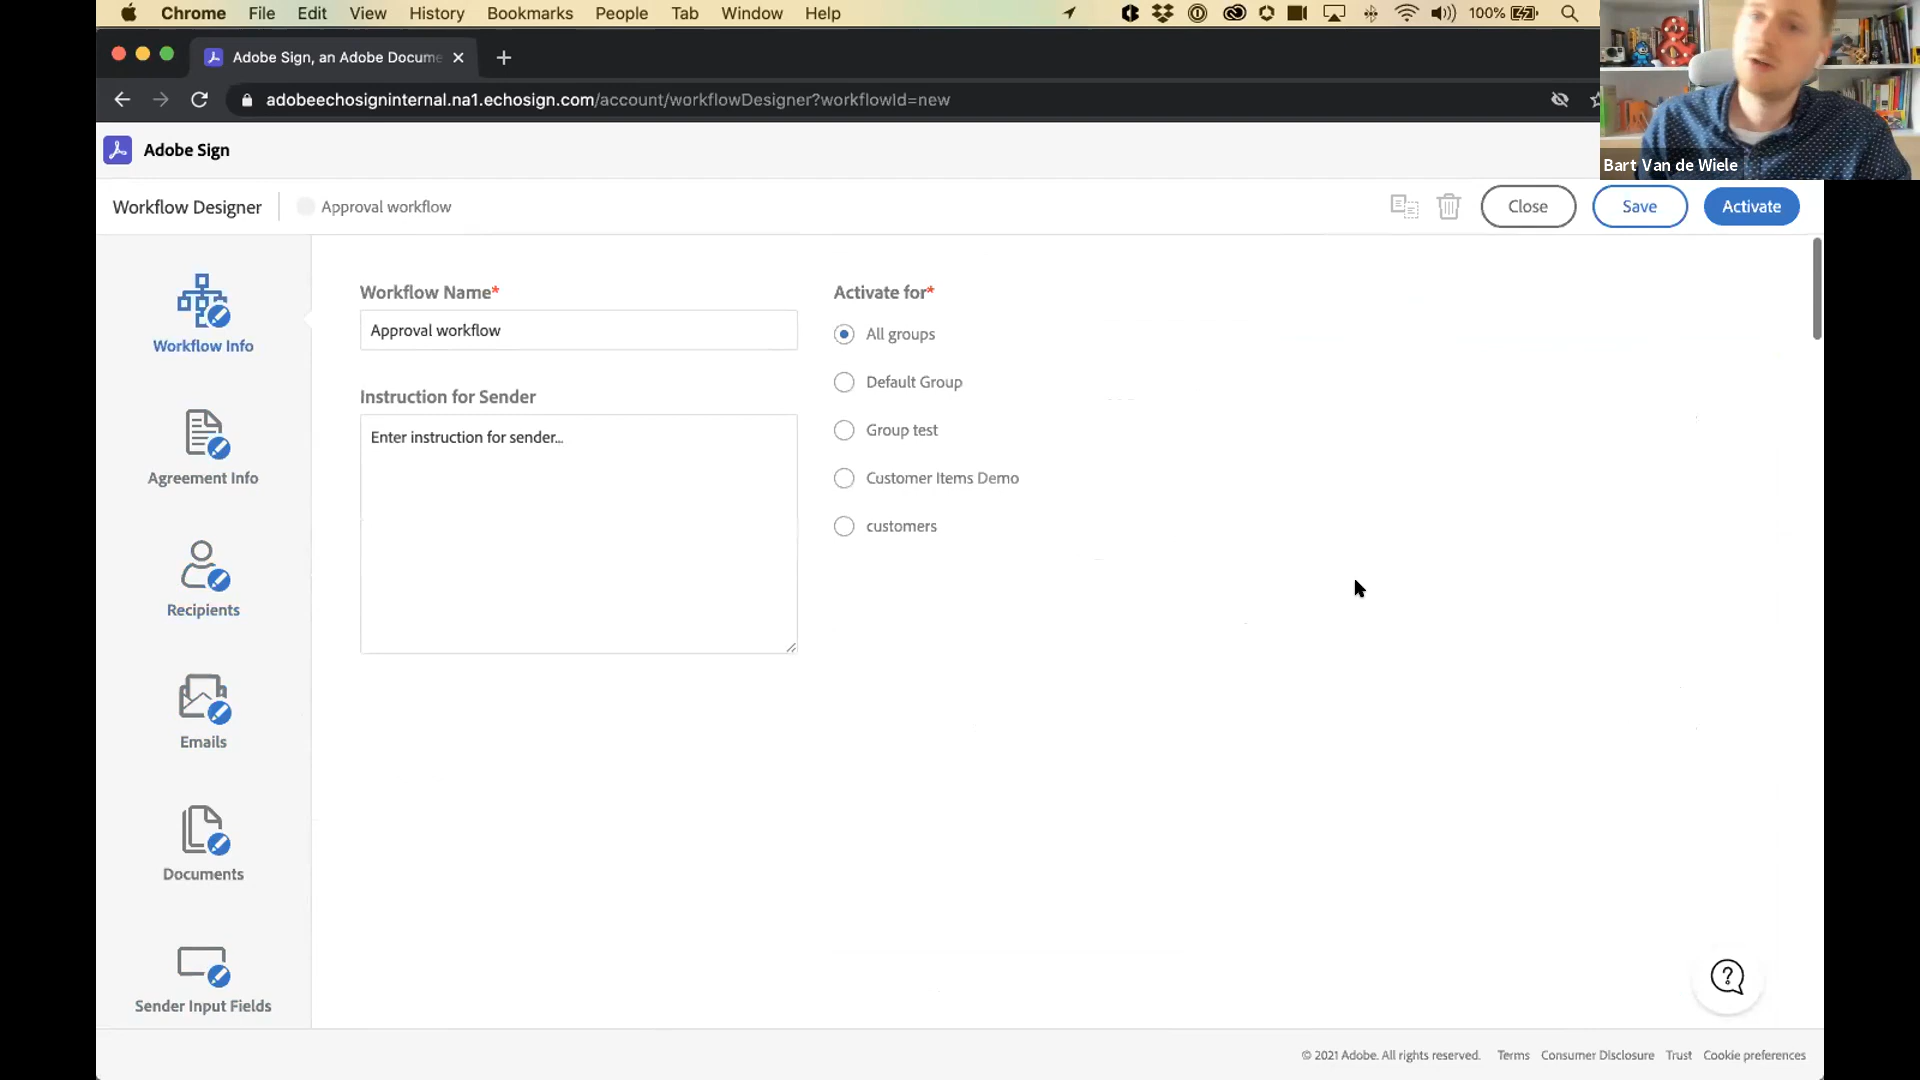 Chrome File Edit View History Bookmarks People Tab Window Help 100%
Adobe Sign, an Adobe Docume
adobeechosigninternal.na1.echosign.com/account/workflowDesigner?workflowId=new
Adobe Sign
Bart Van de Wiele
Workflow Designer Approval workflow Close Save Activate
Workflow Info
Agreement Info
Recipients
Emails
Documents
Sender Input Fields
Workflow Name*
Approval workflow
Instruction for Sender
Enter instruction for sender...
Activate for*
All groups
Default Group
Group test
Customer Items Demo
customers
© 2021 Adobe. All rights reserved. Terms Consumer Disclosure Trust Cookie preferences